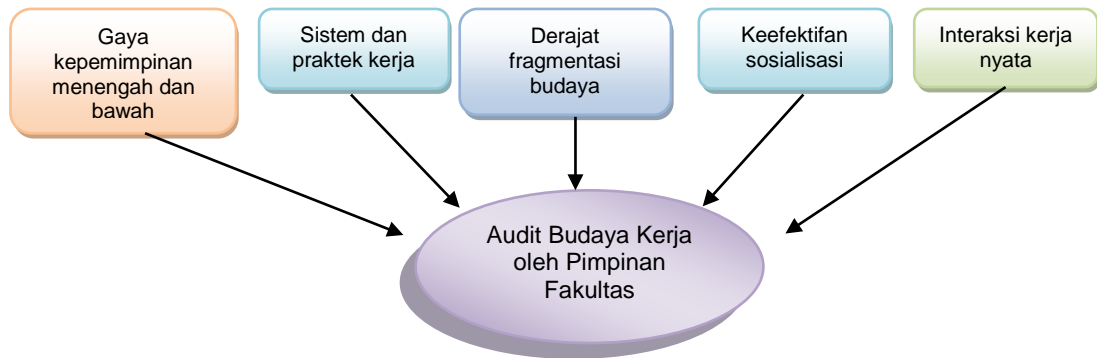 Gaya
kepemimpinan
menengah dan
bawah
Sistem dan
praktek kerja
Derajat
fragmentasi
budaya
Keefektifan
sosialisasi
Interaksi kerja
nyata
Audit Budaya Kerja
oleh Pimpinan
Fakultas